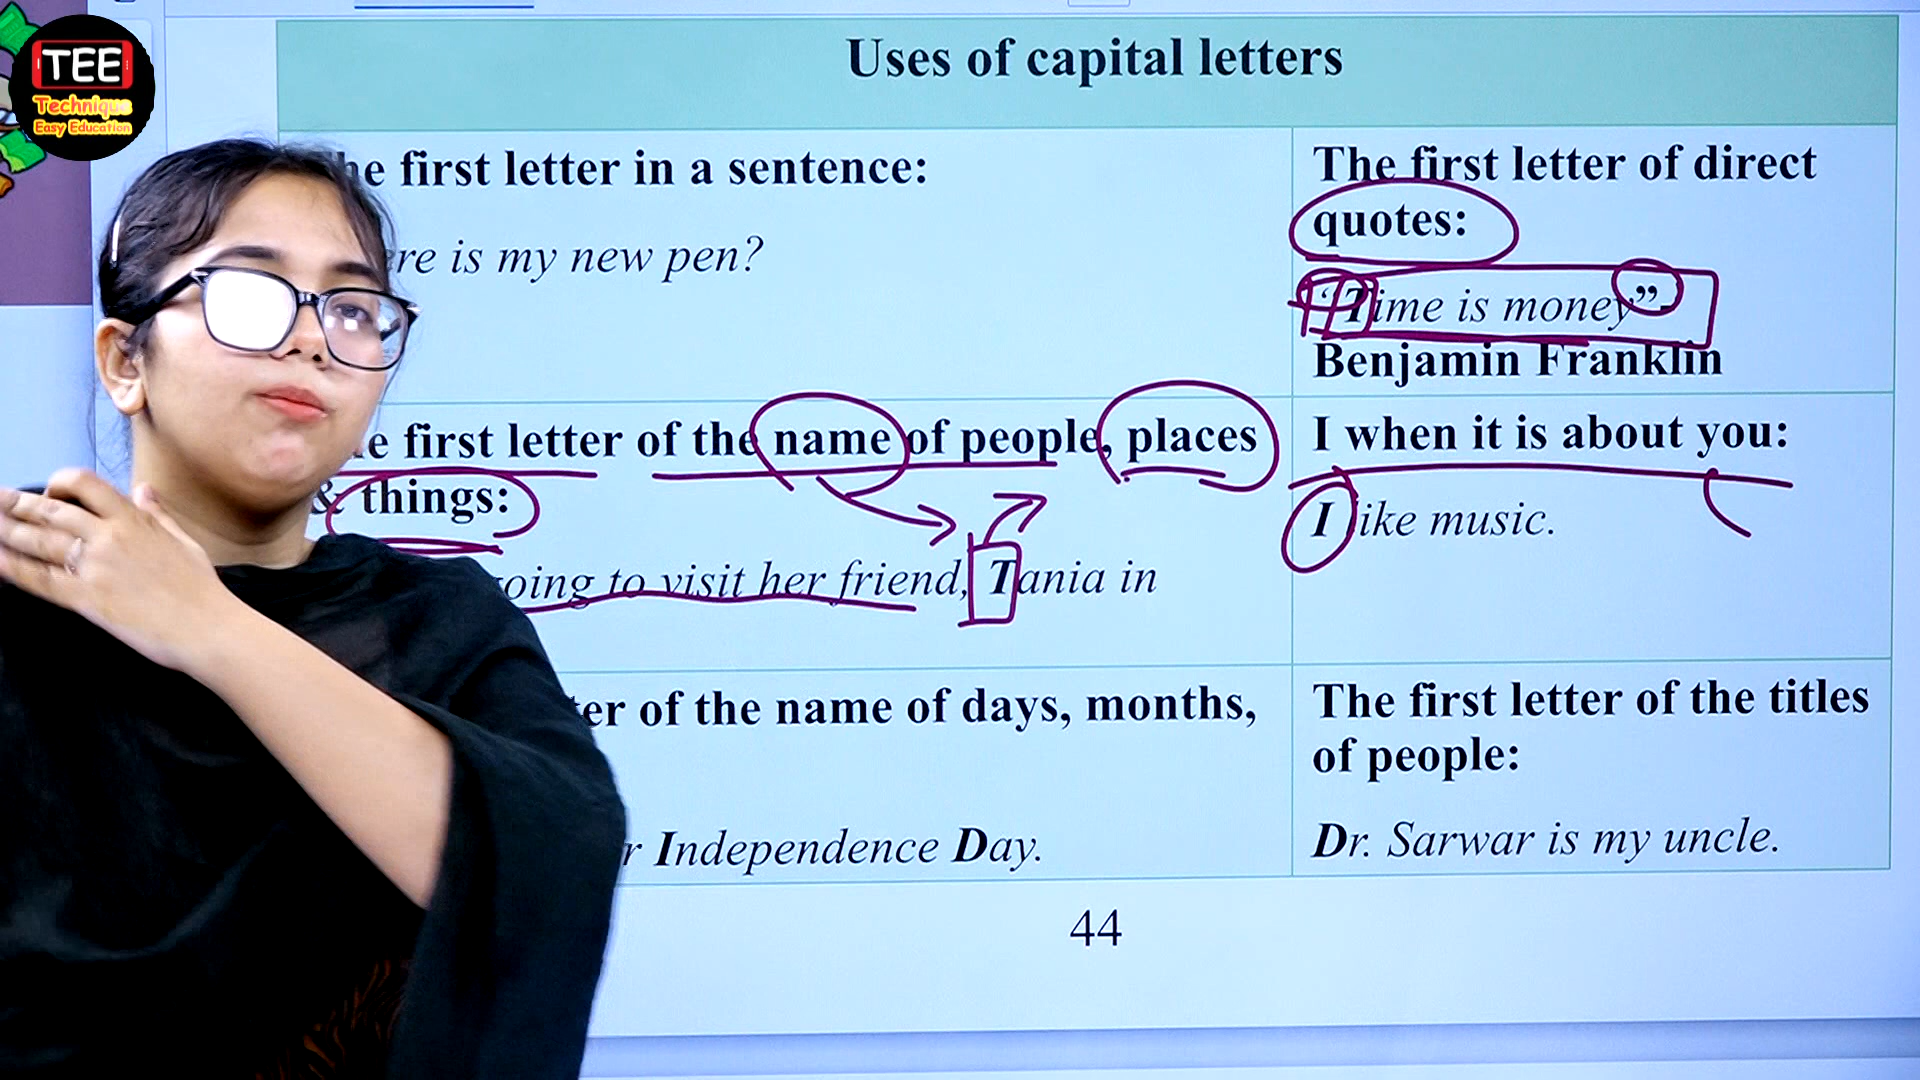 TEE
Technique
Easy Education
Uses of capital letters
first letter in a sentence:
is my new pen?
The first letter of direct
quotes:
“Time is money”-
Benjamin Franklin
first letter of the name of people, places
& things:
to visit her friend, Tania in
I when it is about you:
I like music.
of the name of days, months,
Independence Day.
The first letter of the titles
of people:
Dr. Sarwar is my uncle.
44